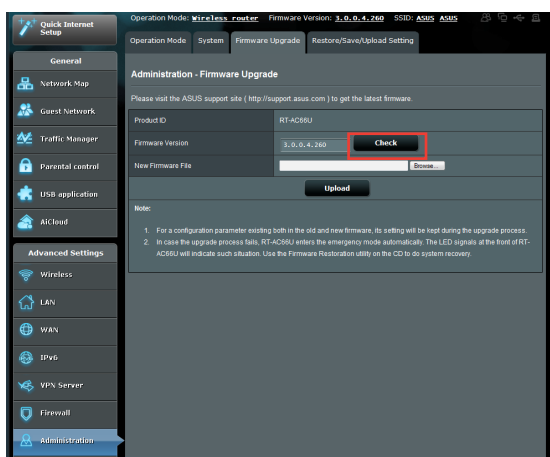 Quick Internet
Setup
Operation Mode: Wireless router Firmware Version: 3.0.0.4.260 SSID: ASUS ASUS
Operation Mode System Firmware Upgrade Restore/Save/Upload Setting
General
Network Map
Guest Network
Traffic Manager
Parental control
USB application
AiCloud
Advanced Settings
Wireless
LAN
WAN
IPv6
VPN Server
Firewall
Administration
Administration - Firmware Upgrade
Please visit the ASUS support site ( http://support.asus.com ) to get the latest firmware.
Product ID RT-AC66U
Firmware Version 3.0.0.4.260 Check
New Firmware File Browse...
Upload
Note:
1. For a configuration parameter existing both in the old and new firmware, its setting will be kept during the upgrade process.
2. In case the upgrade process fails, RT-AC66U enters the emergency mode automatically. The LED signals at the front of RT-
AC66U will indicate such situation. Use the Firmware Restoration utility on the CD to do system recovery.